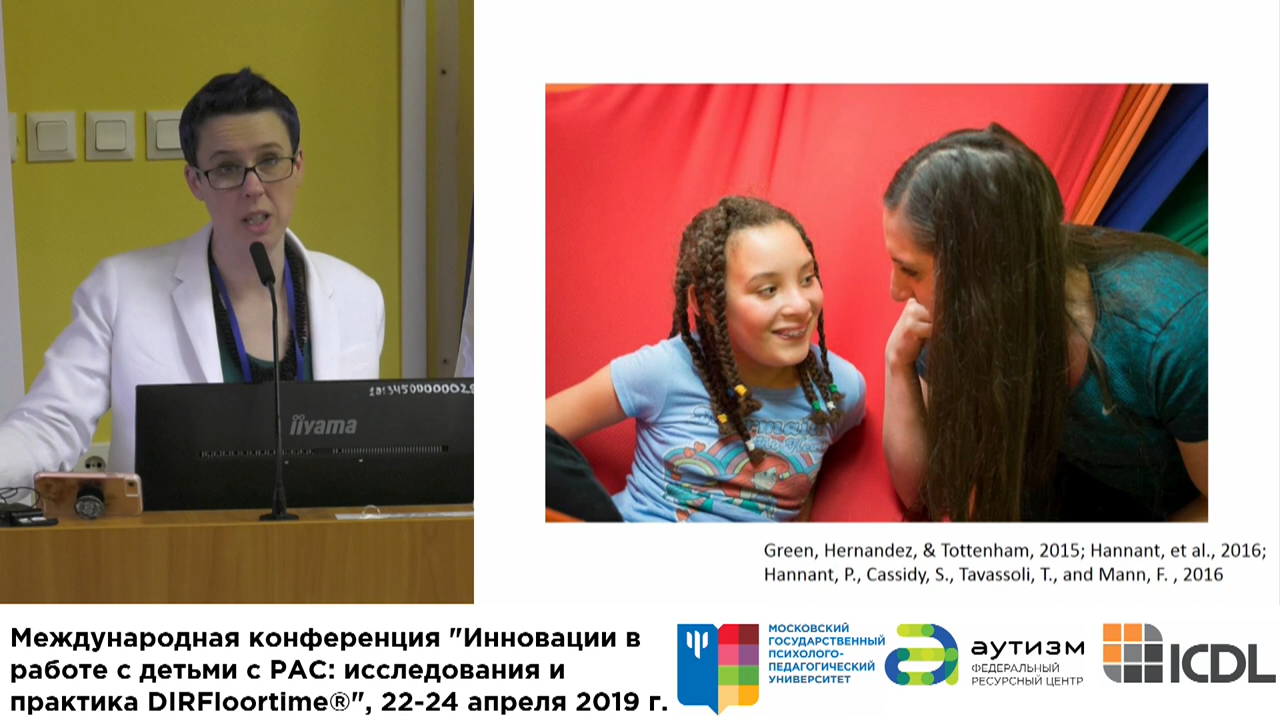 iiyama
Green, Hernandez, & Tottenham, 2015; Hannant, et al., 2016;
Hannant, P., Cassidy, S., Tavassoli, T., and Mann, F. , 2016
Международная конференция "Инновации в
работе с детьми с РАС: исследования и
практика DIRFloortime®", 22-24 апреля 2019 г.
МОСКОВСКИЙ
ГОСУДАРСТВЕННЫЙ
ПСИХОЛОГО-
ПЕДАГОГИЧЕСКИЙ
УНИВЕРСИТЕТ
аутизм
ФЕДЕРАЛЬНЫЙ
РЕСУРСНЫЙ ЦЕНТР
ICDL